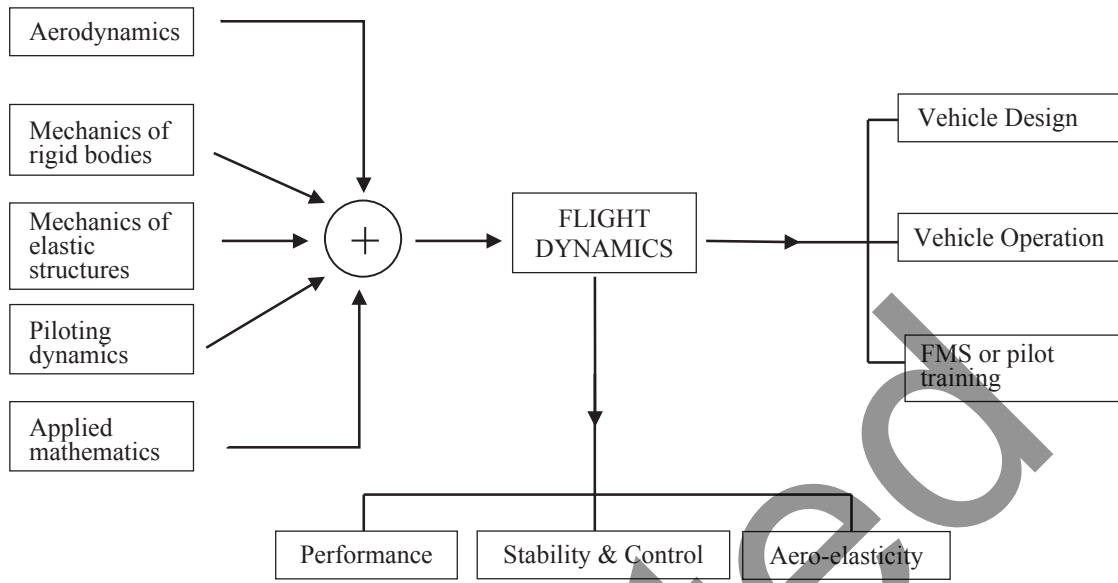 Aerodynamics
Mechanics of
rigid bodies
Mechanics of
elastic
structures
Piloting
dynamics
Applied
mathematics
+
FLIGHT
DYNAMICS
Vehicle Design
Vehicle Operation
FMS or pilot
training
Performance
Stability & Control
Aero-elasticity
ed